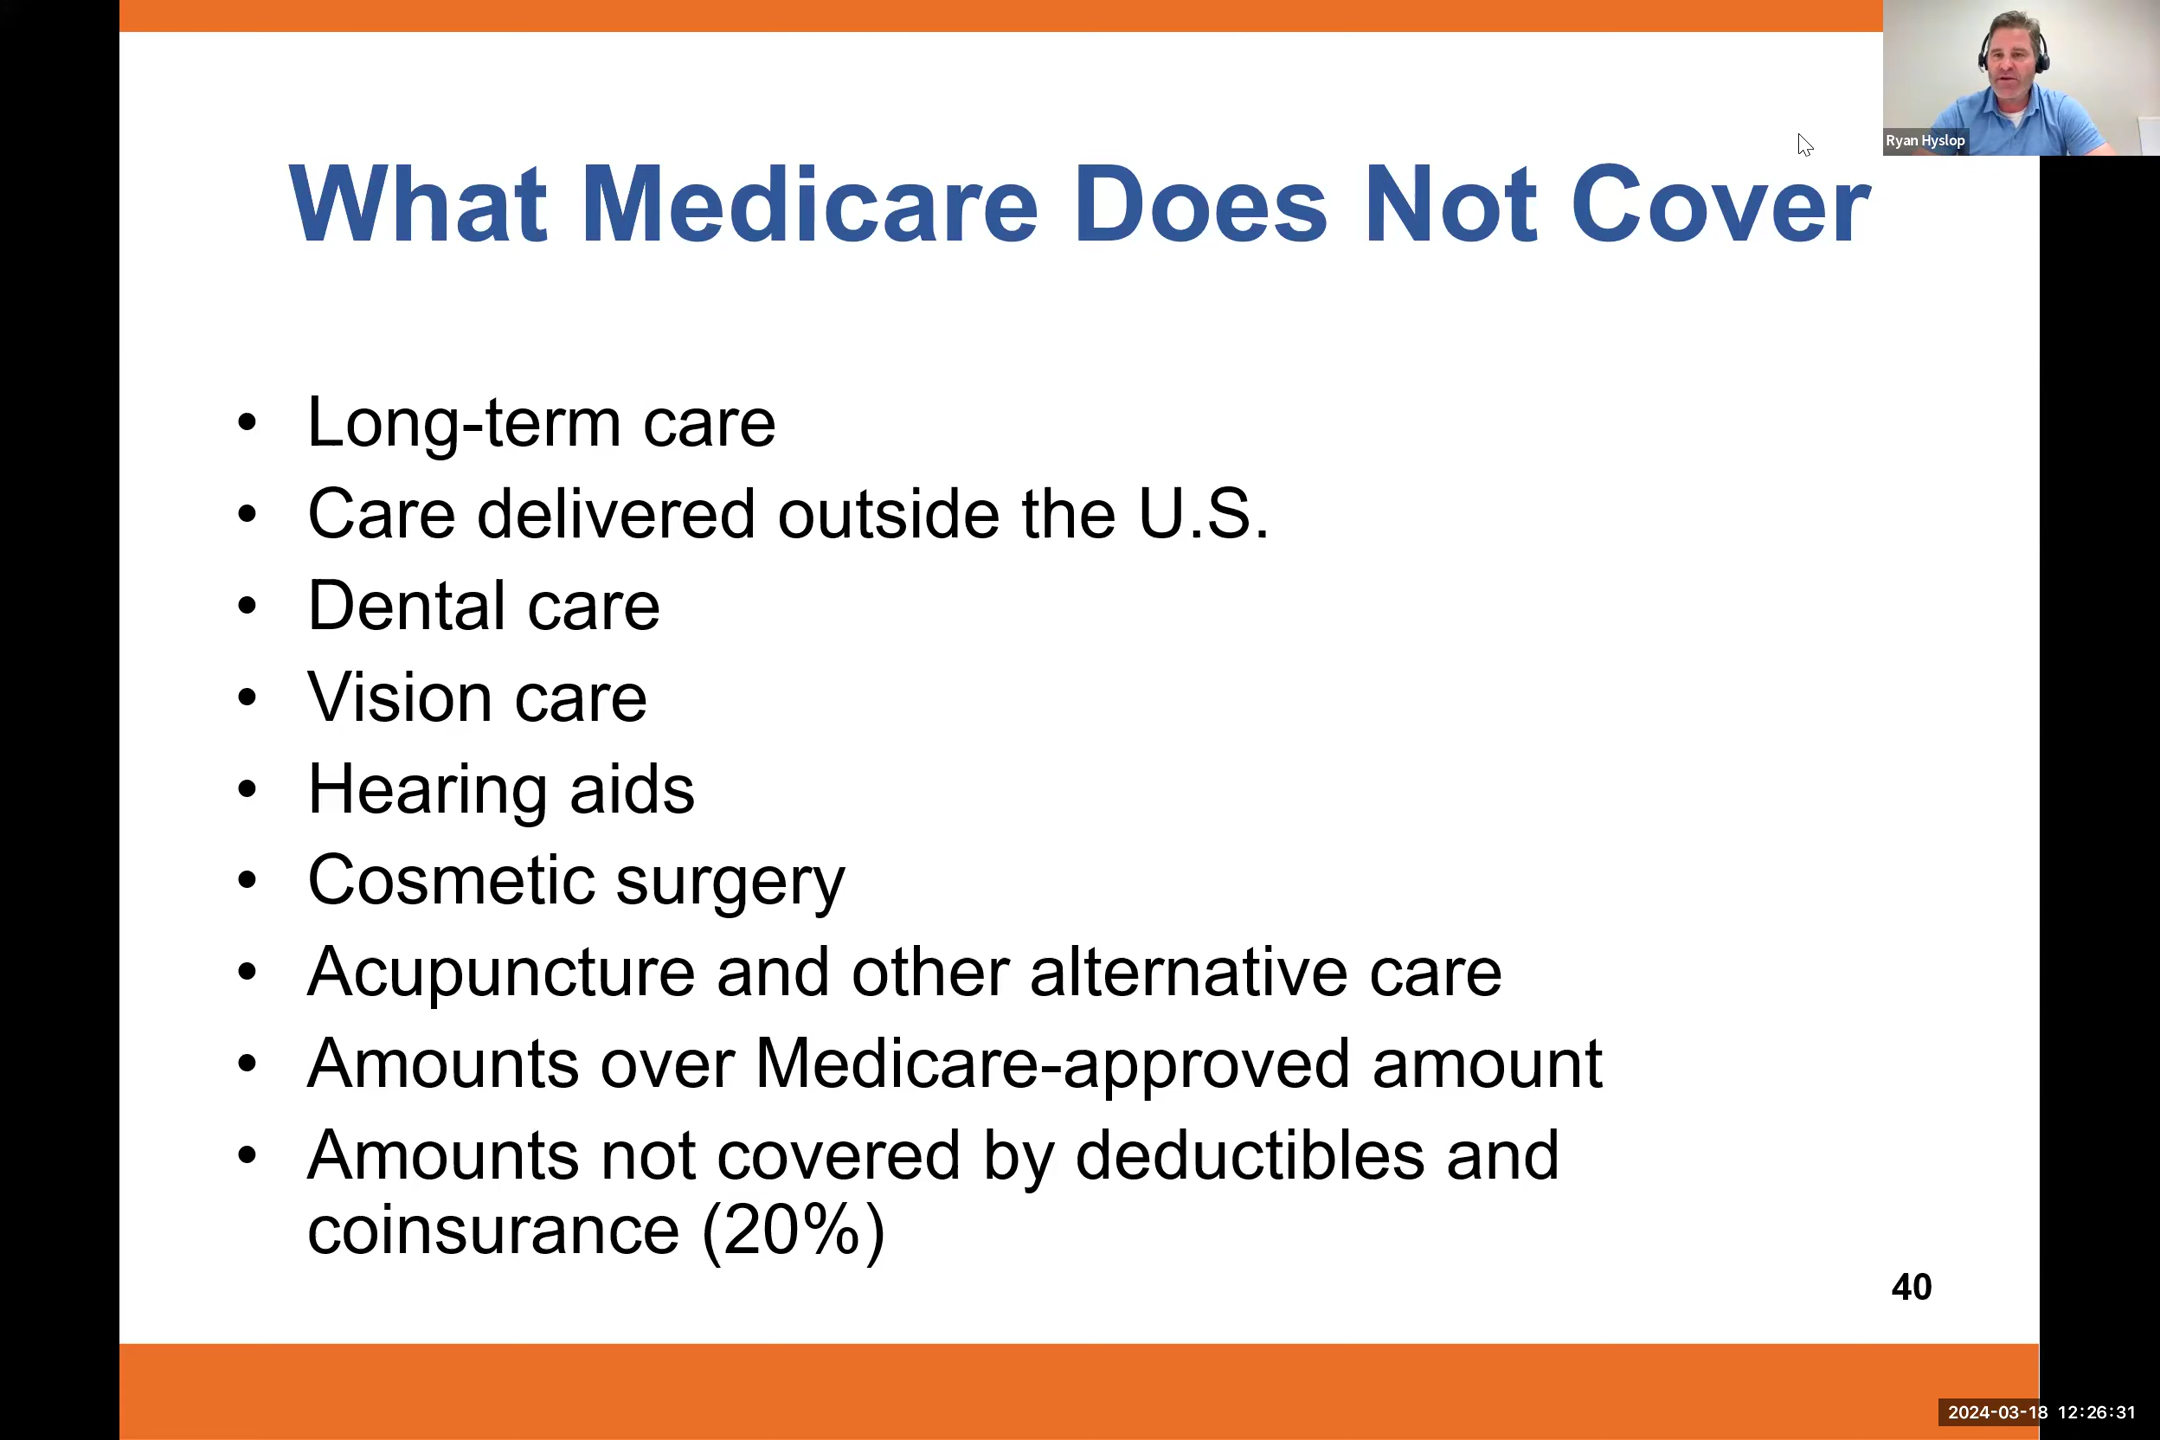 Ryan Hyslop
What Medicare Does Not Cover
• Long-term care
• Care delivered outside the U.S.
• Dental care
• Vision care
• Hearing aids
• Cosmetic surgery
• Acupuncture and other alternative care
• Amounts over Medicare-approved amount
• Amounts not covered by deductibles and
coinsurance (20%)
40
2024-03-18 12:26:31